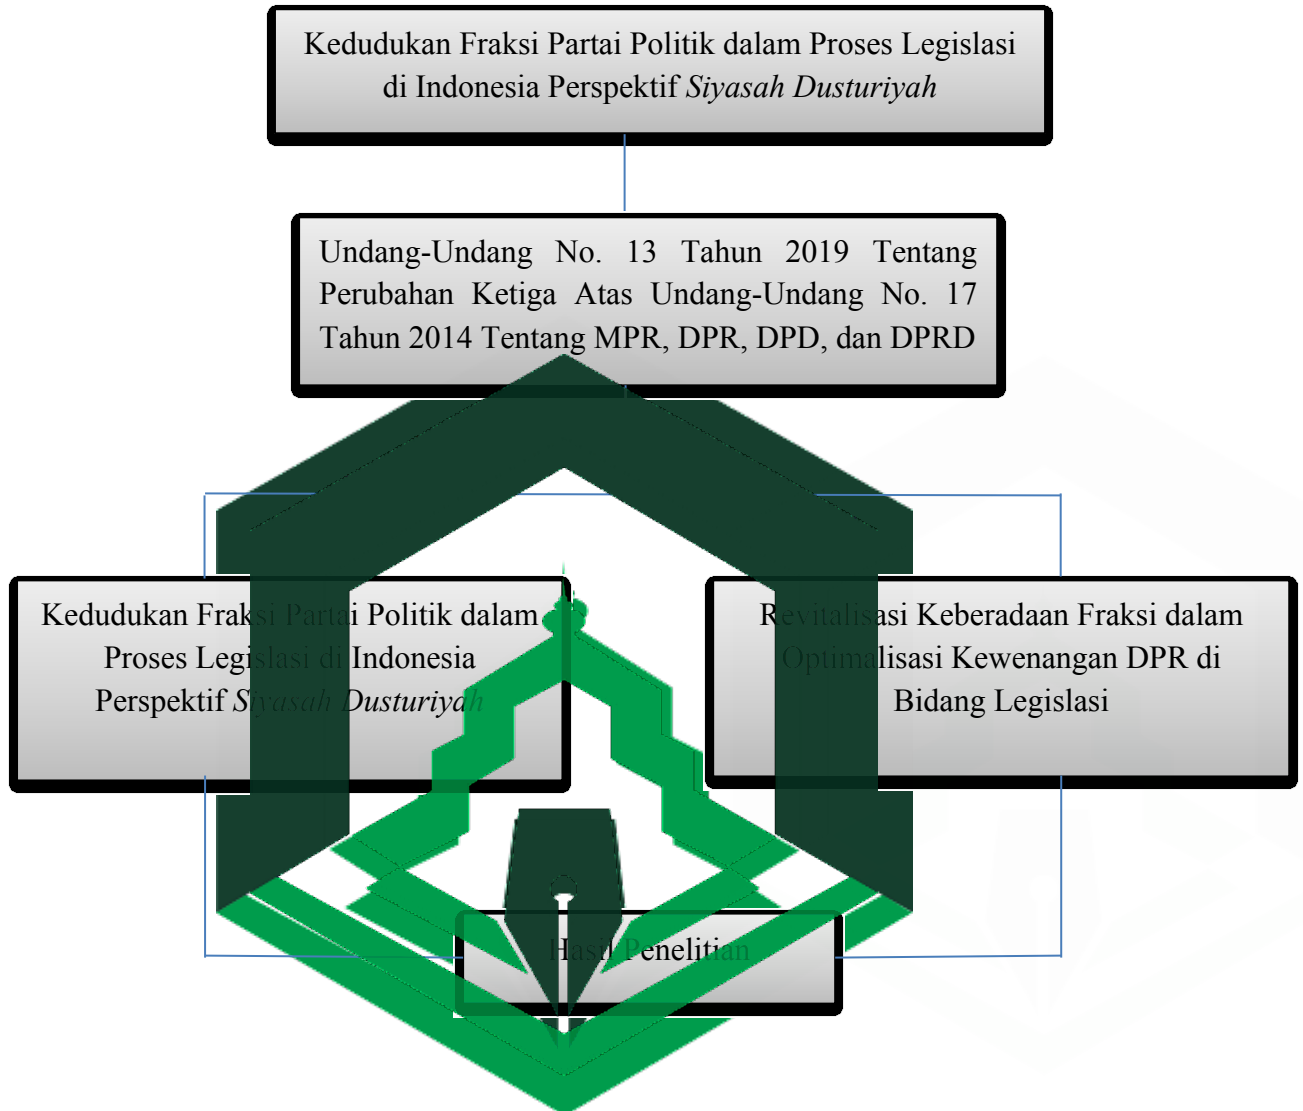 Kedudukan Fraksi Partai Politik dalam Proses Legislasi
di Indonesia Perspektif Siyasah Dusturiyah
Undang-Undang No. 13 Tahun 2019 Tentang
Perubahan Ketiga Atas Undang-Undang No. 17
Tahun 2014 Tentang MPR, DPR, DPD, dan DPRD
Kedudukan Fraksi Partai Politik dalam
Proses Legislasi di Indonesia
Perspektif Siyasah Dusturiyah
Revitalisasi Keberadaan Fraksi dalam
Optimalisasi Kewenangan DPR di
Bidang Legislasi
Hasil Penelitian